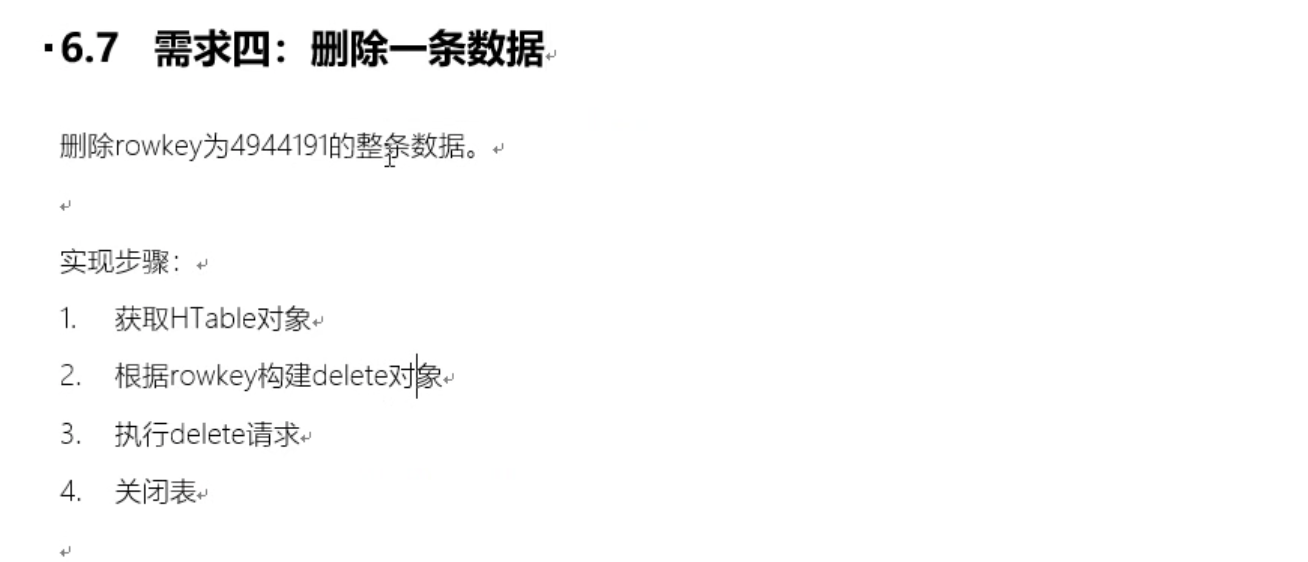 6.7 需求四：删除一条数据
删除rowkey为4944191的整条数据。
实现步骤：
1. 获取HTable对象
2. 根据rowkey构建delete对象
3. 执行delete请求
4. 关闭表